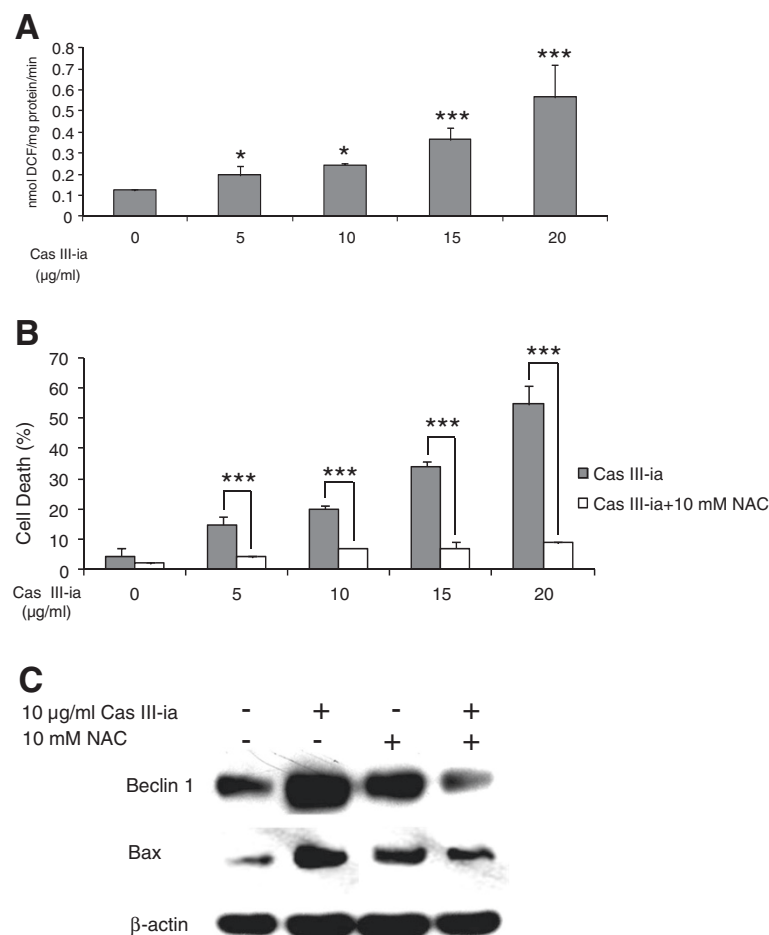 A
nmol DCF/mg protein/min
0.8
0.7
0.6
0.5
0.4
0.3
0.2
0.1
0
* * *** ***
0 5 10 15 20
Cas III-ia
(µg/ml)
B
Cell Death (%)
70
60
50
40
30
20
10
0
*** *** *** ***
Cas III-ia
Cas III-ia+10 mM NAC
Cas III-ia 0 5 10 15 20
(µg/ml)
C
10 µg/ml Cas III-ia - + - +
10 mM NAC - - + +
Beclin 1
Bax
β-actin